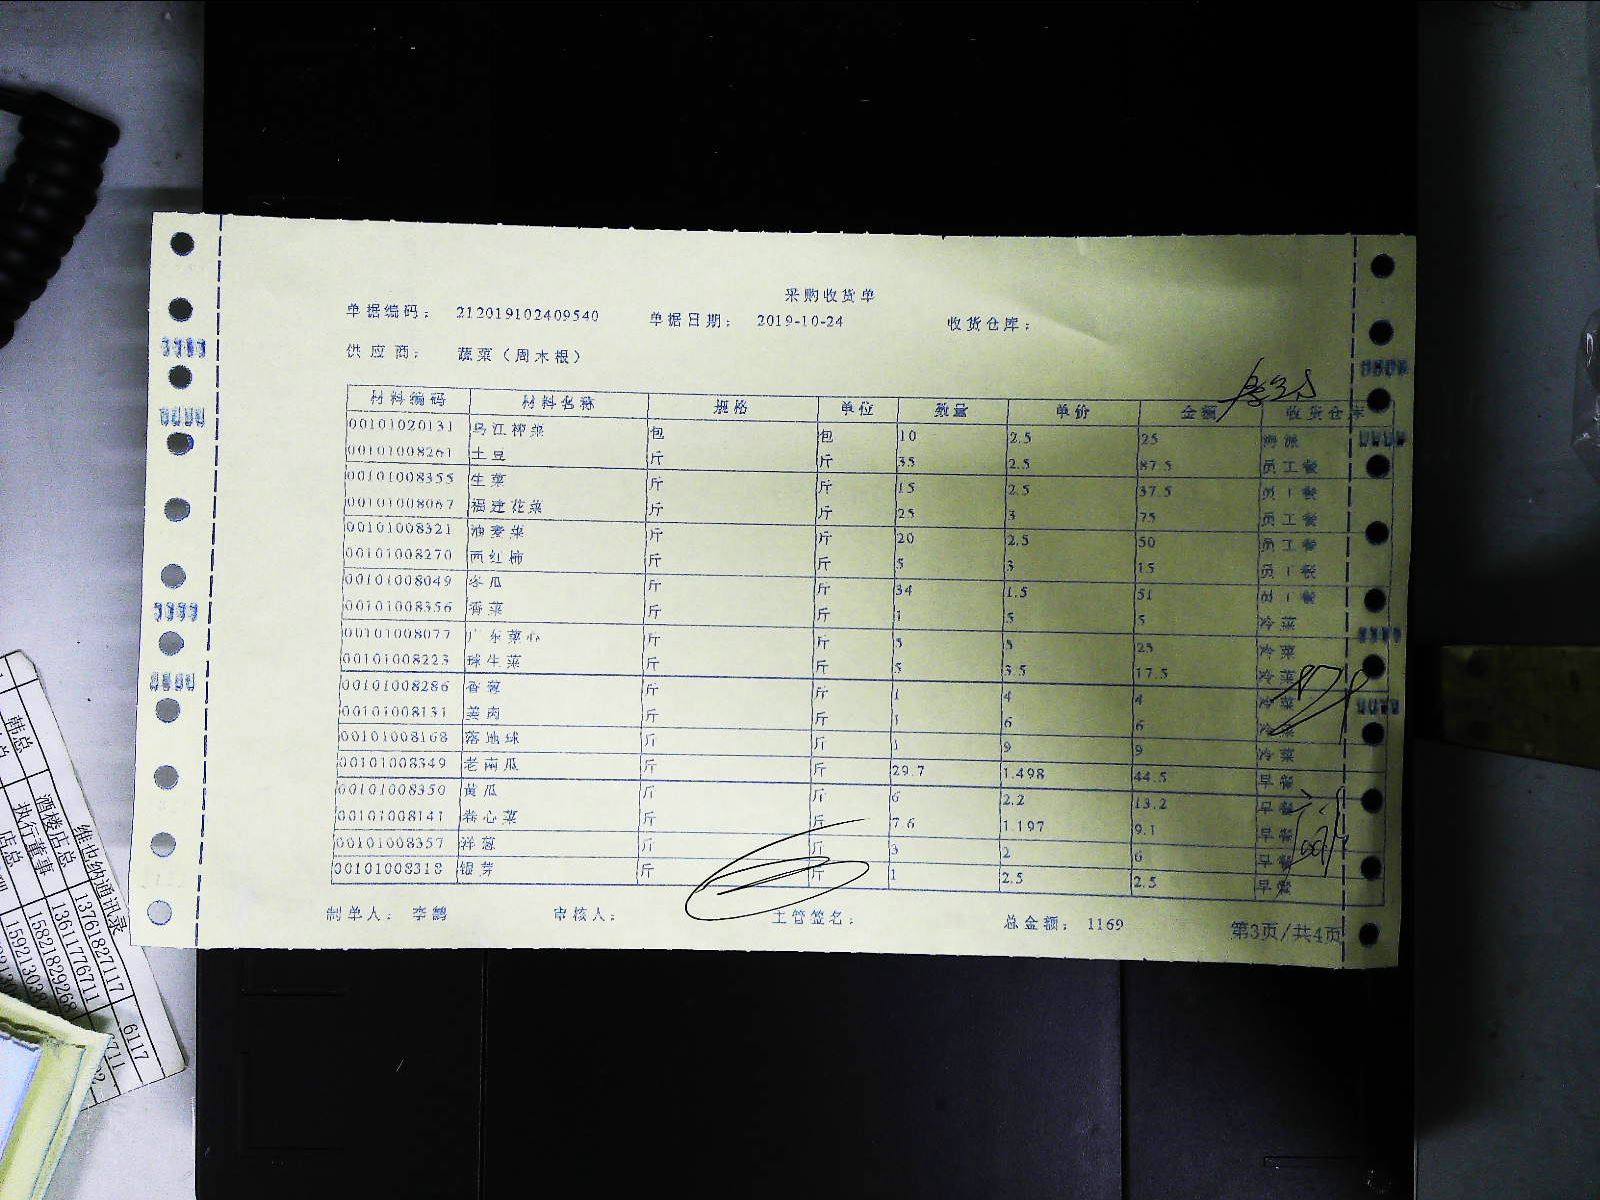 采购收货单
单据编码： 212019102409540 单据日期： 2019-10-24 收货仓库：
供应商： 蔬菜（周木根）
材料编码 材料名称 规格 单位 数量 单价 金额 收货仓库
00101020131 乌江榨菜 包 包 10 2.5 25 海派
00101008261 土豆 斤 斤 35 2.5 87.5 员工餐
00101008355 生菜 斤 斤 15 2.5 37.5 员工餐
00101008067 福建花菜 斤 斤 25 3 75 员工餐
00101008321 油麦菜 斤 斤 20 2.5 50 员工餐
00101008270 西红柿 斤 斤 5 3 15 员工餐
00101008049 冬瓜 斤 斤 34 1.5 51 员工餐
00101008356 香菜 斤 斤 1 5 5 冷菜
00101008077 广东菜心 斤 斤 5 5 25 冷菜
00101008223 球生菜 斤 斤 5 3.5 17.5 冷菜
00101008286 香葱 斤 斤 1 4 4 冷菜
00101008131 姜肉 斤 斤 1 6 6 冷菜
00101008168 落地球 斤 斤 1 9 9 冷菜
00101008349 老南瓜 斤 斤 29.7 1.498 44.5 早餐
00101008350 黄瓜 斤 斤 6 2.2 13.2 早餐
00101008141 卷心菜 斤 斤 7.6 1.197 9.1 早餐
00101008357 洋葱 斤 斤 3 2 6 早餐
00101008318 银芽 斤 斤 1 2.5 2.5 早餐
制单人： 李鹤 审核人： 主管签名： 总金额： 1169 第3页/共4页
维也纳通讯录
酒楼店总 13761827117 6117
执行董事 13611776711 6711
店总 15821829268
韩总